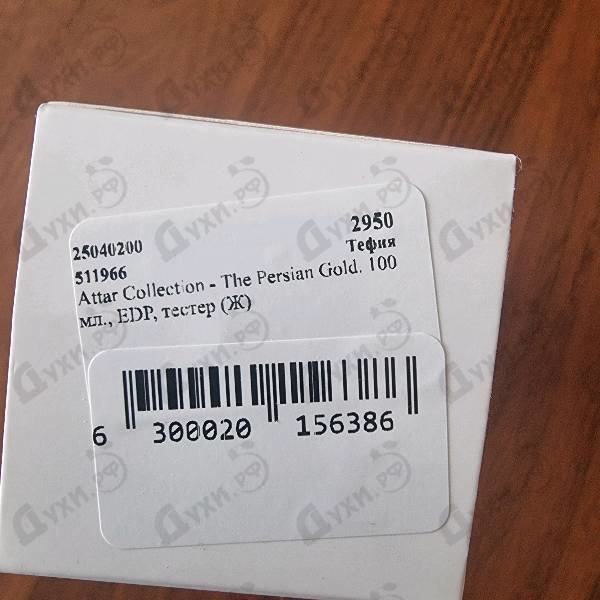 25040200 2950
511966 Тефия
Attar Collection - The Persian Gold. 100
мл., EDP, тестер (Ж)
6 300020 156386
Духи.рф